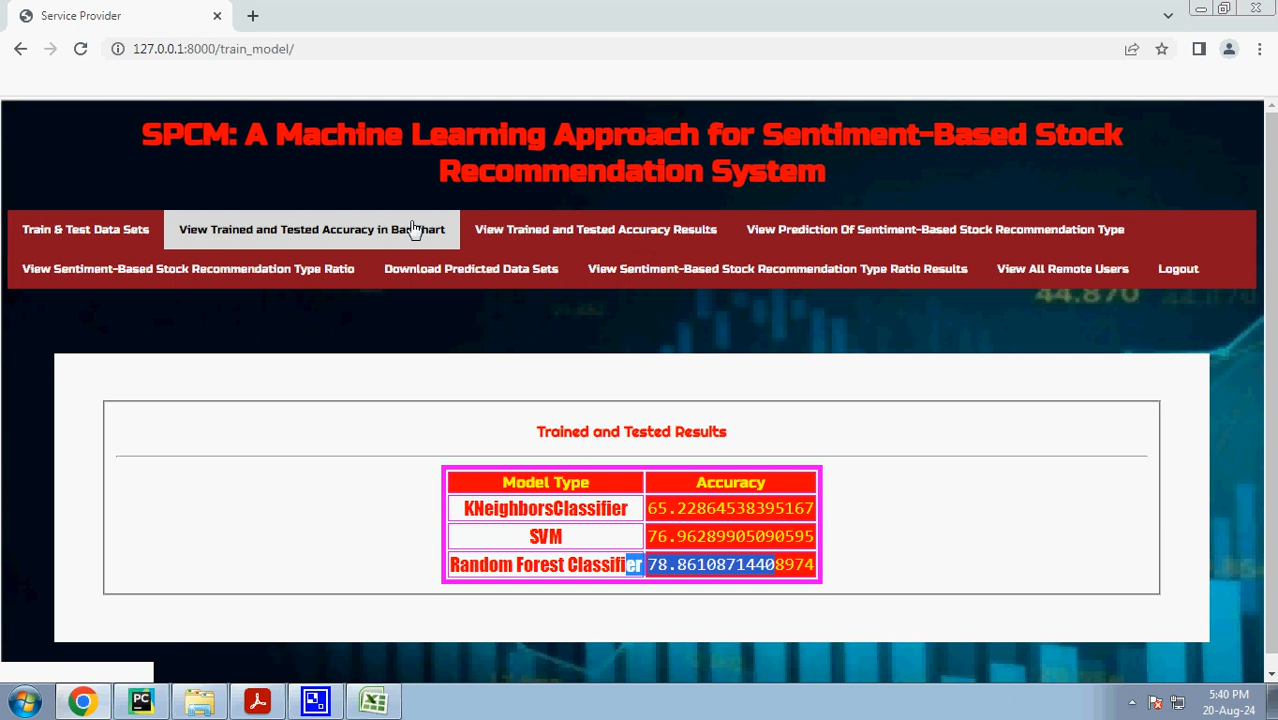 Service Provider
127.0.0.1:8000/train_model/
SPCM: A Machine Learning Approach for Sentiment-Based Stock
Recommendation System
Train & Test Data Sets View Trained and Tested Accuracy in Bar Chart View Trained and Tested Accuracy Results View Prediction Of Sentiment-Based Stock Recommendation Type
View Sentiment-Based Stock Recommendation Type Ratio Download Predicted Data Sets View Sentiment-Based Stock Recommendation Type Ratio Results View All Remote Users Logout
44.870
Trained and Tested Results
Model Type Accuracy
KNeighborsClassifier 65.22864538395167
SVM 76.96289905090595
Random Forest Classifier 78.86108714408974
PC
5:40 PM
20-Aug-24